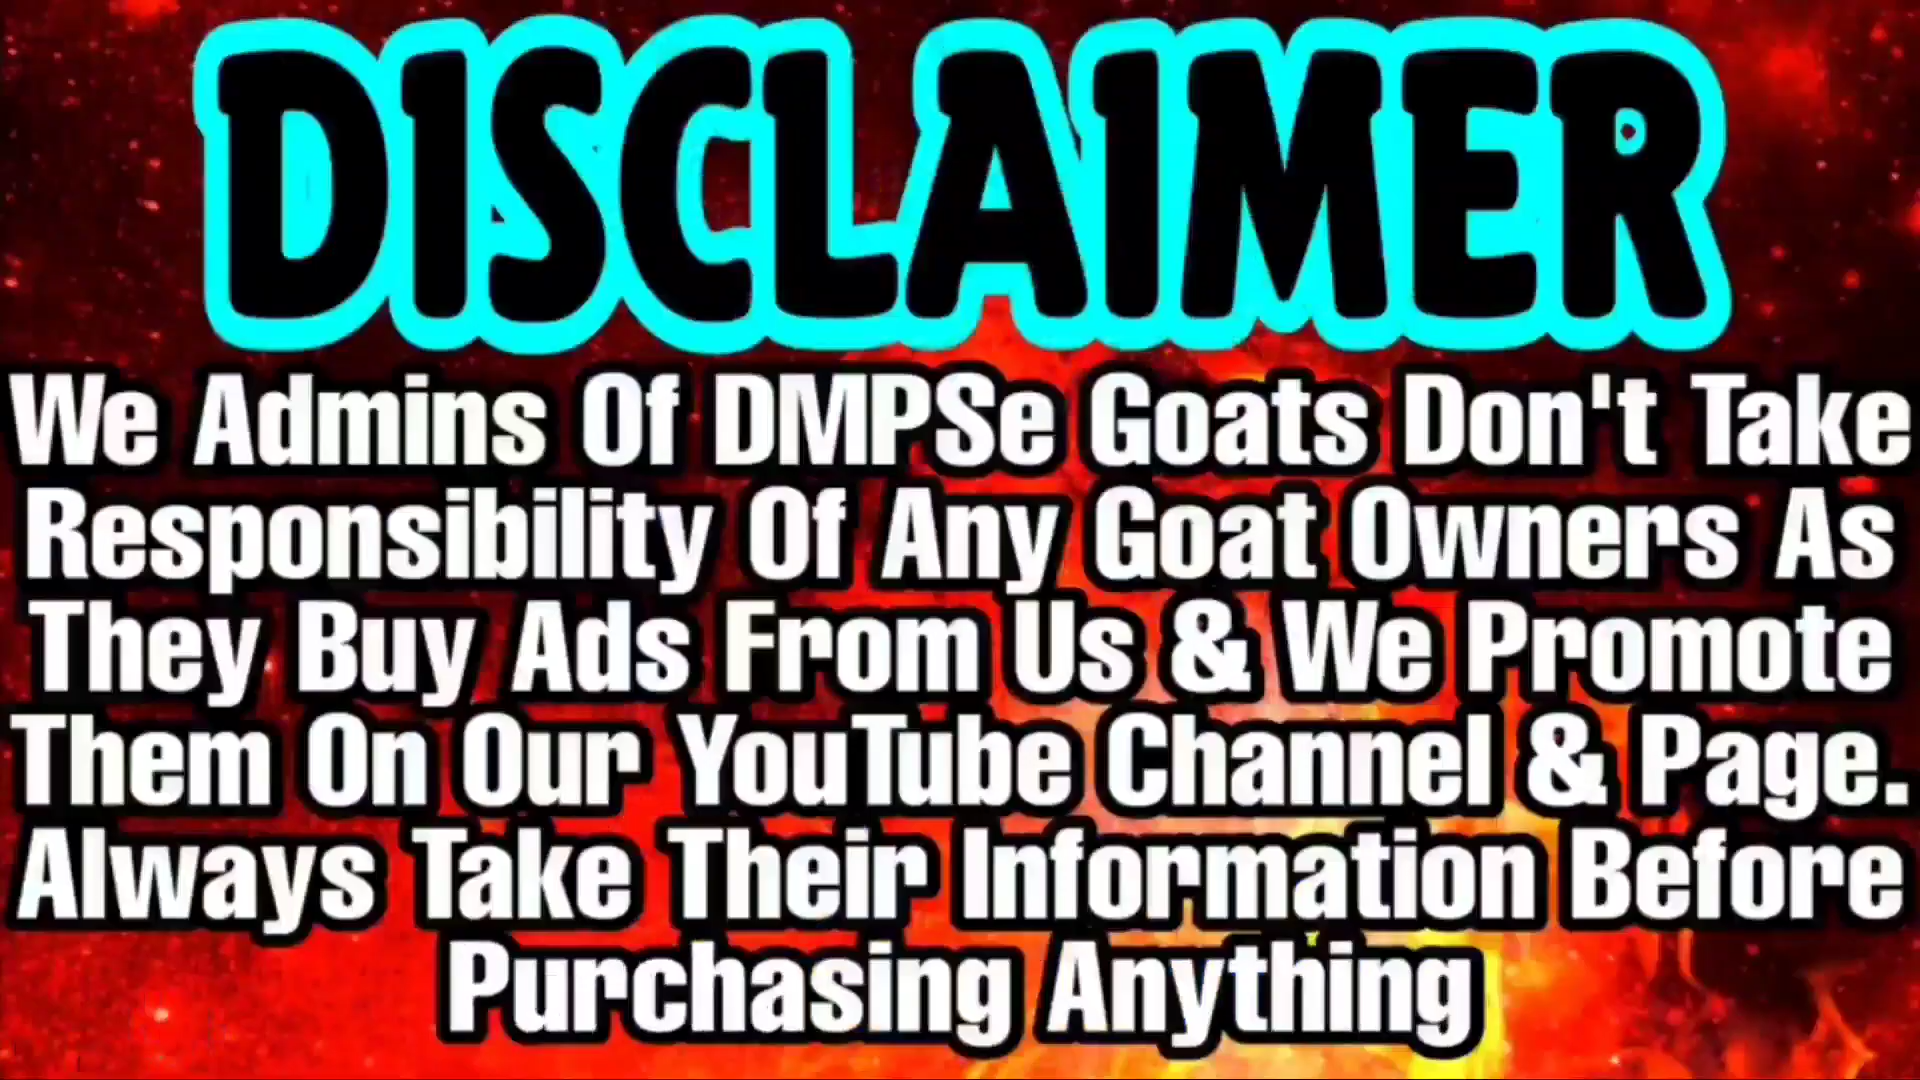 DISCLAIMER
We Admins Of DMPSe Goats Don't Take
Responsibility Of Any Goat Owners As
They Buy Ads From Us & We Promote
Them On Our YouTube Channel & Page.
Always Take Their Information Before
Purchasing Anything